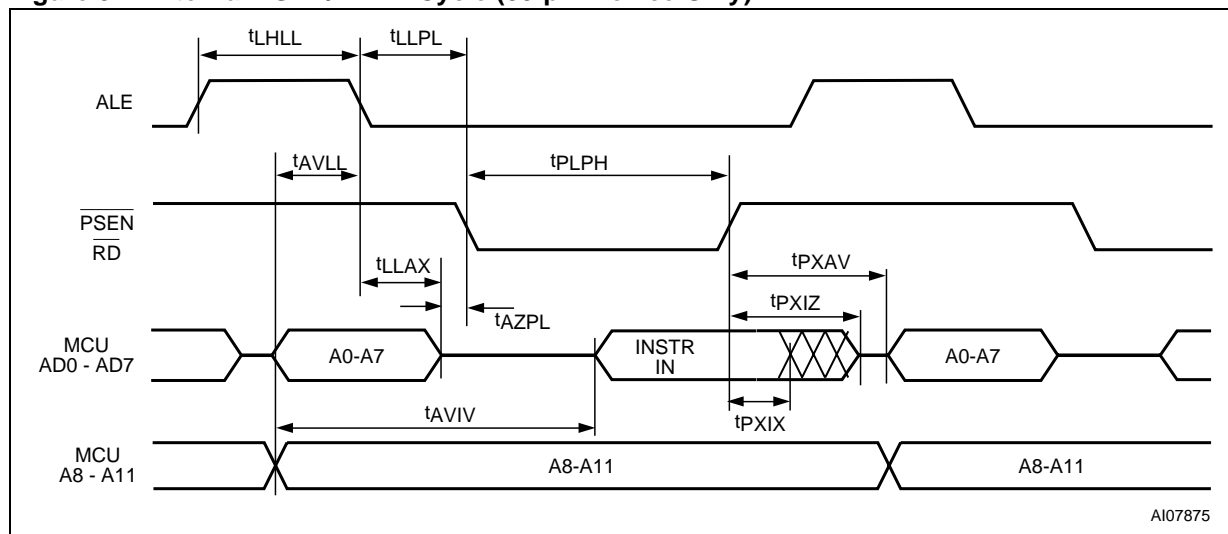 tLHLL
tLLPL
ALE
tAVLL
tPLPH
PSEN
RD
tLLAX
tPXAV
tPXIZ
tAZPL
MCU
AD0 - AD7
A0-A7
INSTR
IN
A0-A7
tAVIV
tPXIX
MCU
A8 - A11
A8-A11
A8-A11
AI07875